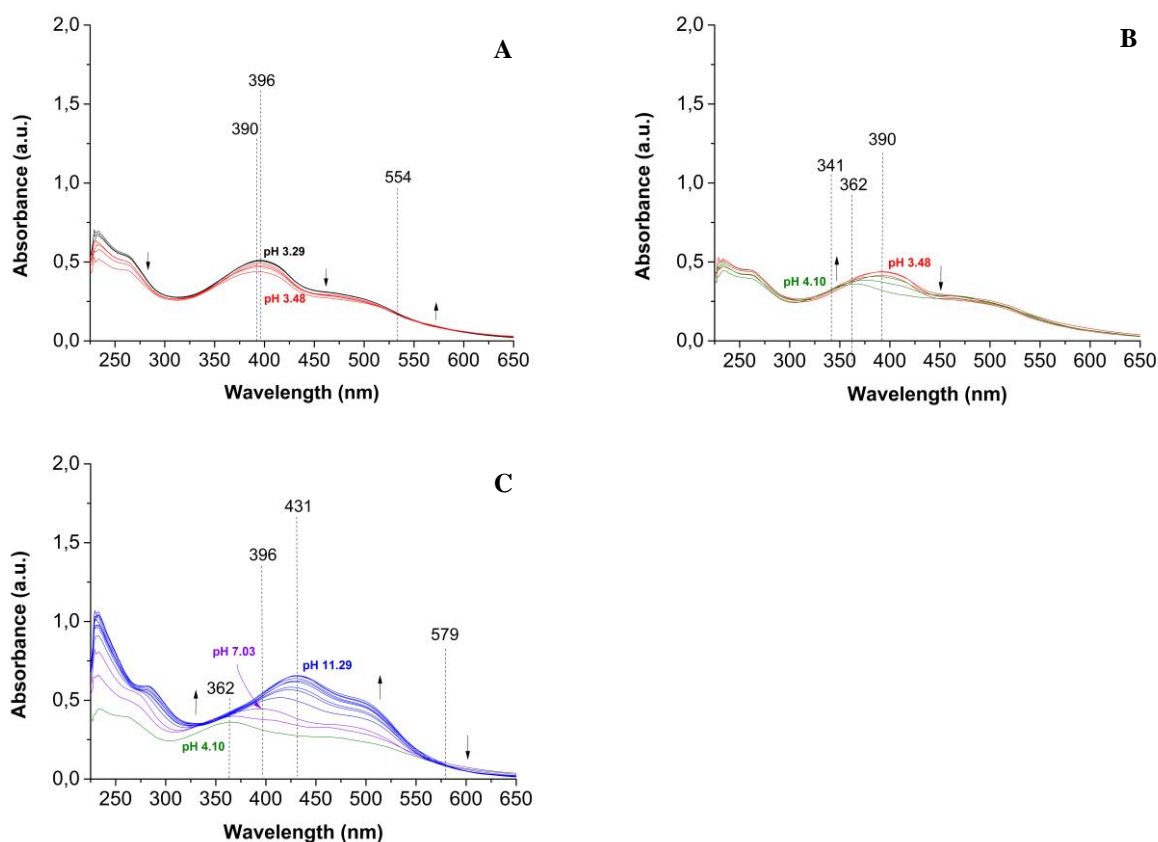 A
2,0
1,5
1,0
0,5
0,0
Absorbance (a.u.)
396
390
554
pH 3.29
pH 3.48
250 300 350 400 450 500 550 600 650
Wavelength (nm)
B
2,0
1,5
1,0
0,5
0,0
Absorbance (a.u.)
390
341
362
pH 3.48
pH 4.10
250 300 350 400 450 500 550 600 650
Wavelength (nm)
C
2,0
1,5
1,0
0,5
0,0
Absorbance (a.u.)
431
396
579
pH 7.03
pH 11.29
362
pH 4.10
250 300 350 400 450 500 550 600 650
Wavelength (nm)